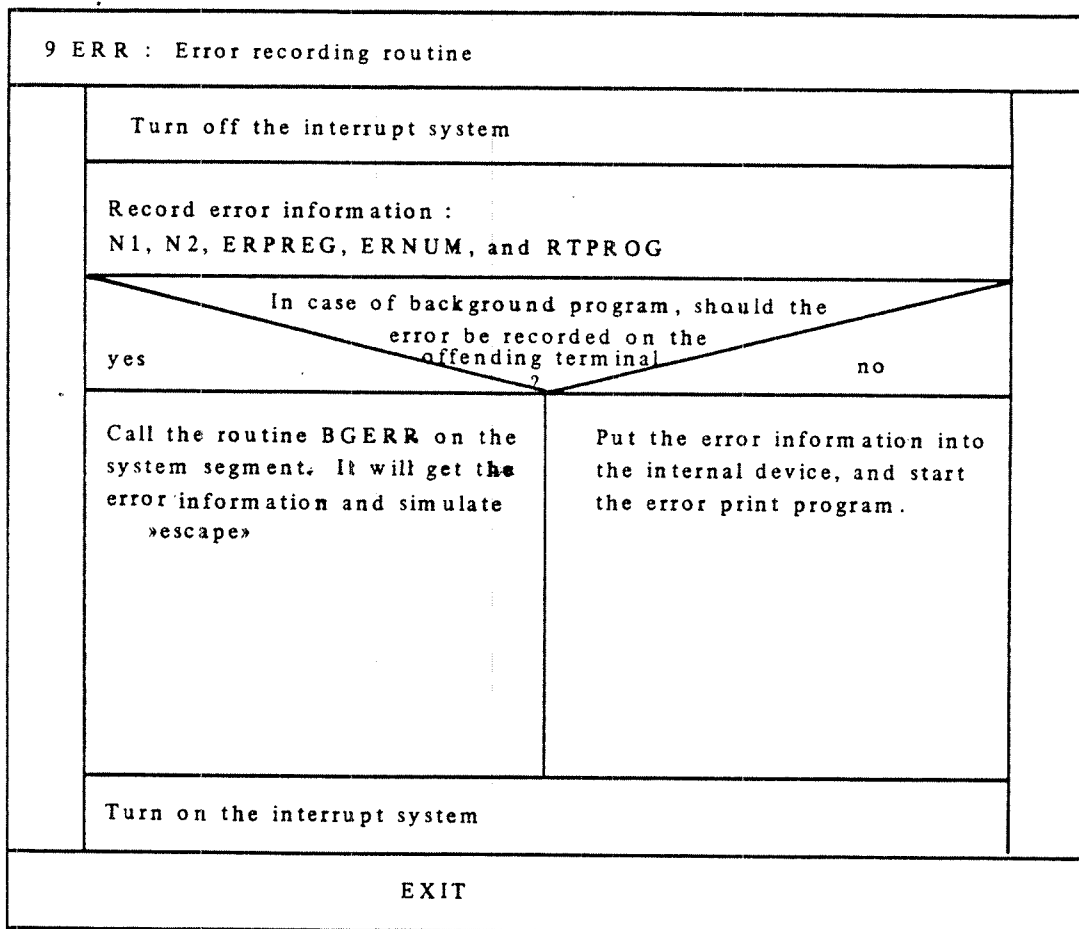 9 ERR : Error recording routine
Turn off the interrupt system
Record error information :
N1, N2, ERPREG, ERNUM, and RTPROG
In case of background program, should the
error be recorded on the
offending terminal
?
yes
no
Call the routine BGERR on the
system segment. It will get the
error information and simulate
»escape»
Put the error information into
the internal device, and start
the error print program.
Turn on the interrupt system
EXIT